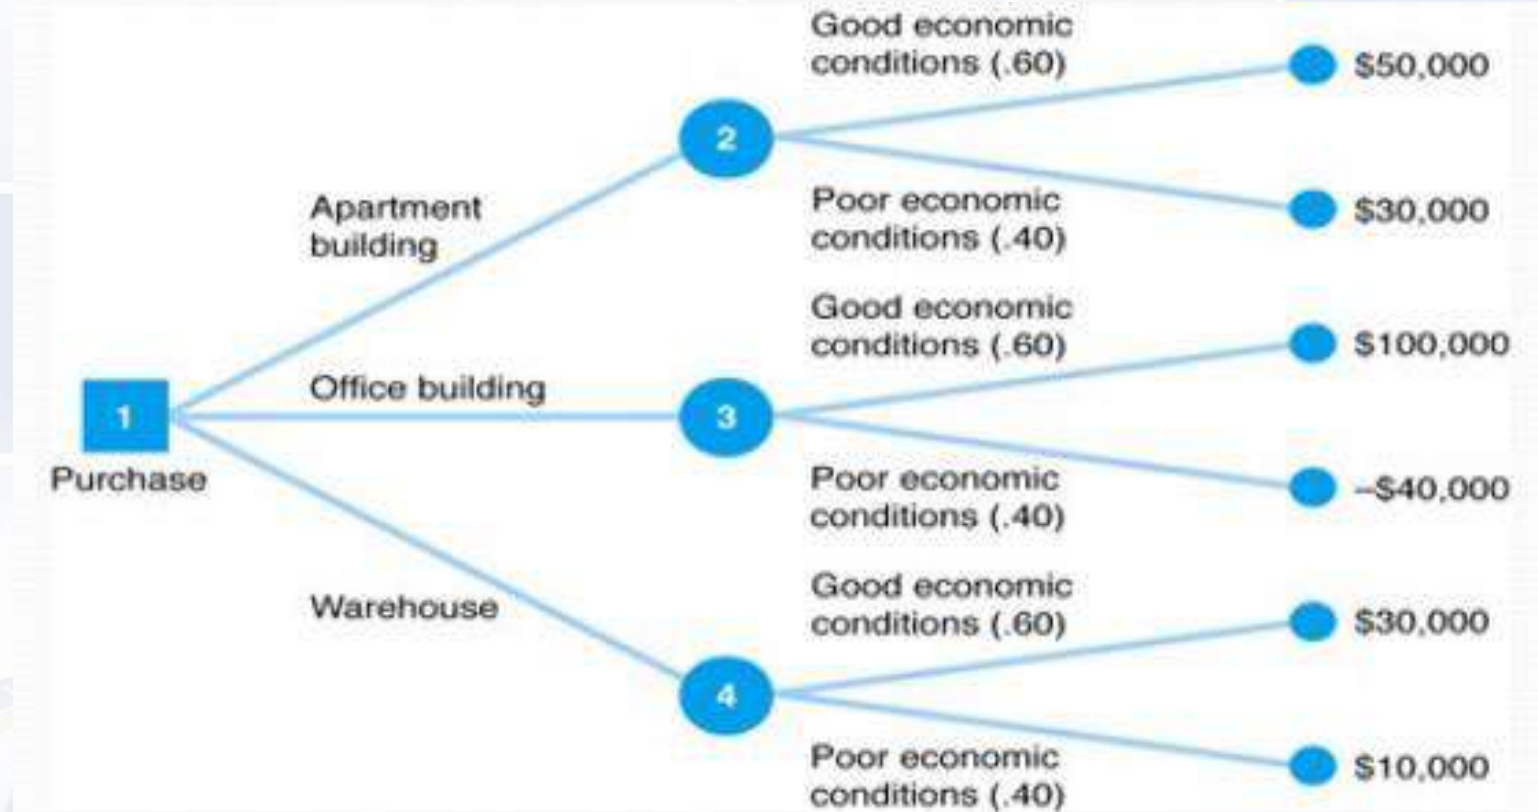 Good economic
conditions (.60)
$50,000
2
Apartment
building
Poor economic
conditions (.40)
$30,000
Good economic
conditions (.60)
$100,000
Office building
1
3
Purchase
Poor economic
conditions (.40)
–$40,000
Good economic
conditions (.60)
$30,000
Warehouse
4
Poor economic
conditions (.40)
$10,000